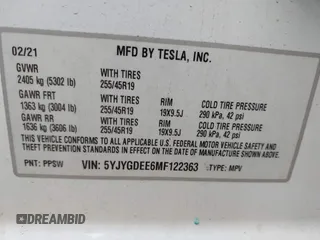 02/21 MFD BY TESLA, INC.
GVWR
2405 kg (5302 lb) WITH TIRES 255/45R19
GAWR FRT
1363 kg (3004 lb) WITH TIRES 255/45R19 RIM 19X9.5J COLD TIRE PRESSURE 290 kPa, 42 psi
GAWR RR
1636 kg (3606 lb) WITH TIRES 255/45R19 RIM 19X9.5J COLD TIRE PRESSURE 290 kPa, 42 psi
THIS VEHICLE CONFORMS TO ALL APPLICABLE U.S. FEDERAL MOTOR VEHICLE SAFETY AND THEFT PREVENTION STANDARDS IN EFFECT ON THE DATE OF MANUFACTURE SHOWN ABOVE.
PNT: PPSW VIN: 5YJYGDEE6MF122363 TYPE: MPV
DREAMBID